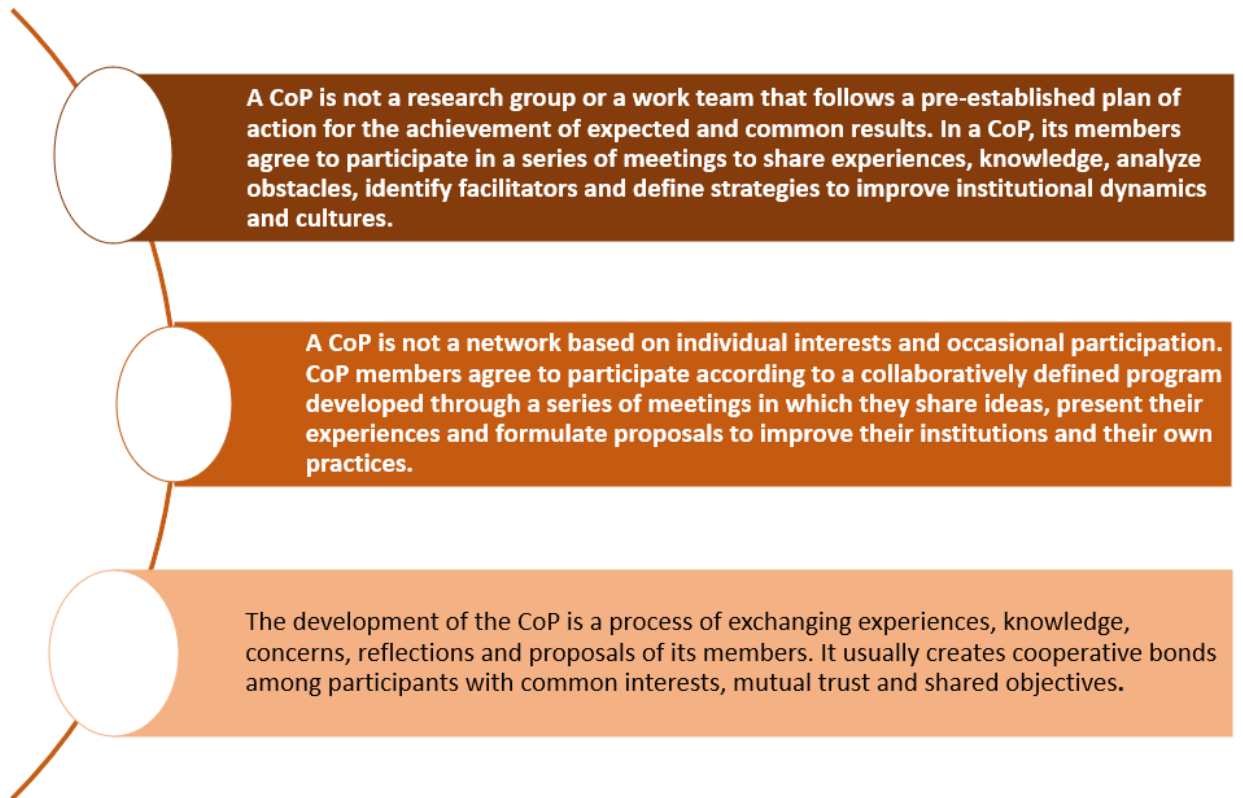 A CoP is not a research group or a work team that follows a pre-established plan of
action for the achievement of expected and common results. In a CoP, its members
agree to participate in a series of meetings to share experiences, knowledge, analyze
obstacles, identify facilitators and define strategies to improve institutional dynamics
and cultures.
A CoP is not a network based on individual interests and occasional participation.
CoP members agree to participate according to a collaboratively defined program
developed through a series of meetings in which they share ideas, present their
experiences and formulate proposals to improve their institutions and their own
practices.
The development of the CoP is a process of exchanging experiences, knowledge,
concerns, reflections and proposals of its members. It usually creates cooperative bonds
among participants with common interests, mutual trust and shared objectives.